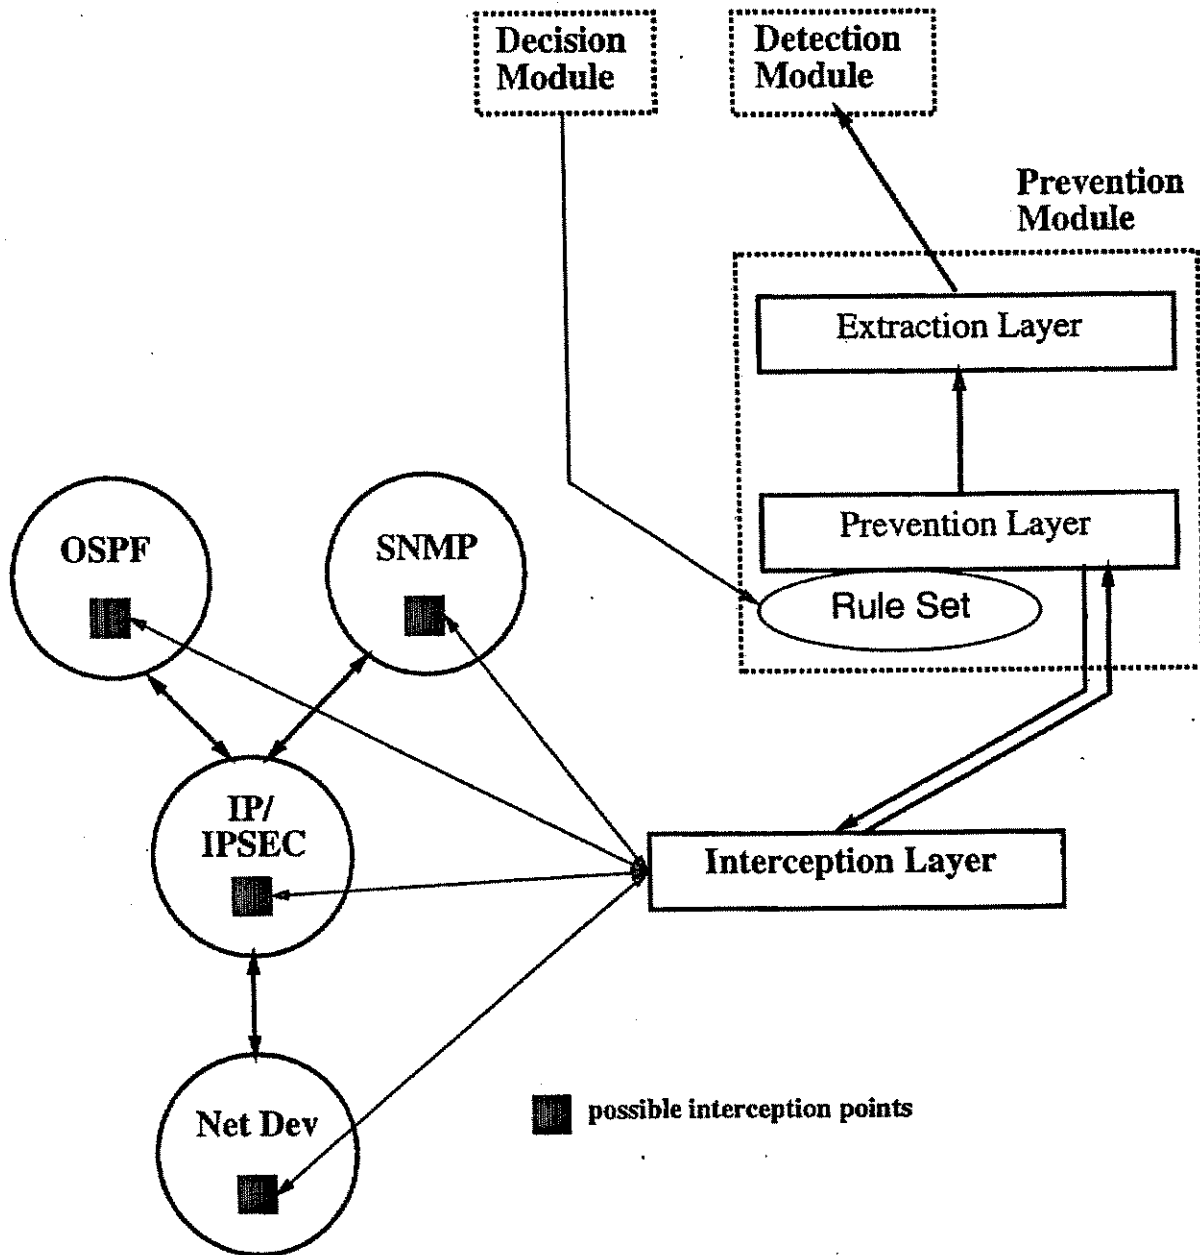 Decision
Module
Detection
Module
Prevention
Module
Extraction Layer
Prevention Layer
Rule Set
OSPF
SNMP
IP/
IPSEC
Interception Layer
Net Dev
possible interception points